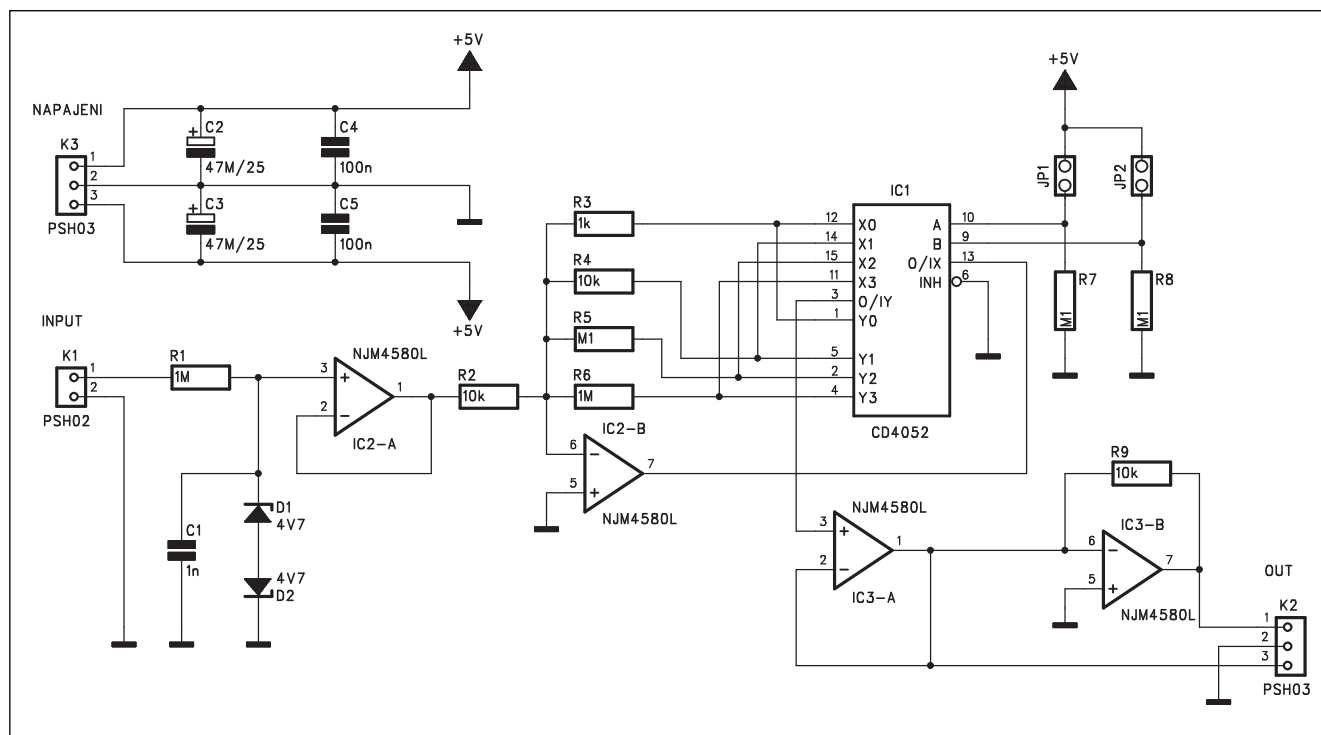 +5V
NAPAJENI
K3
1
2
3
PSH03
+
C2
47M/25
C4
100n
+
C3
47M/25
C5
100n
+5V
INPUT
K1
1
2
PSH02
R1
1M
C1
1n
D1
4V7
4V7
D2
NJM4580L
3
+
2
−
1
IC2-A
R2
10k
R3
1k
R4
10k
R5
M1
R6
1M
IC2-B
6
−
5
+
7
NJM4580L
IC1
12 X0
14 X1
15 X2
11 X3
3 O/IY
1 Y0
5 Y1
2 Y2
4 Y3
A 10
B 9
O/IX 13
INH 6
CD4052
+5V
JP1
JP2
R7
M1
R8
M1
NJM4580L
3
+
2
−
1
IC3-A
R9
10k
IC3-B
6
−
5
+
7
NJM4580L
OUT
K2
1
2
3
PSH03